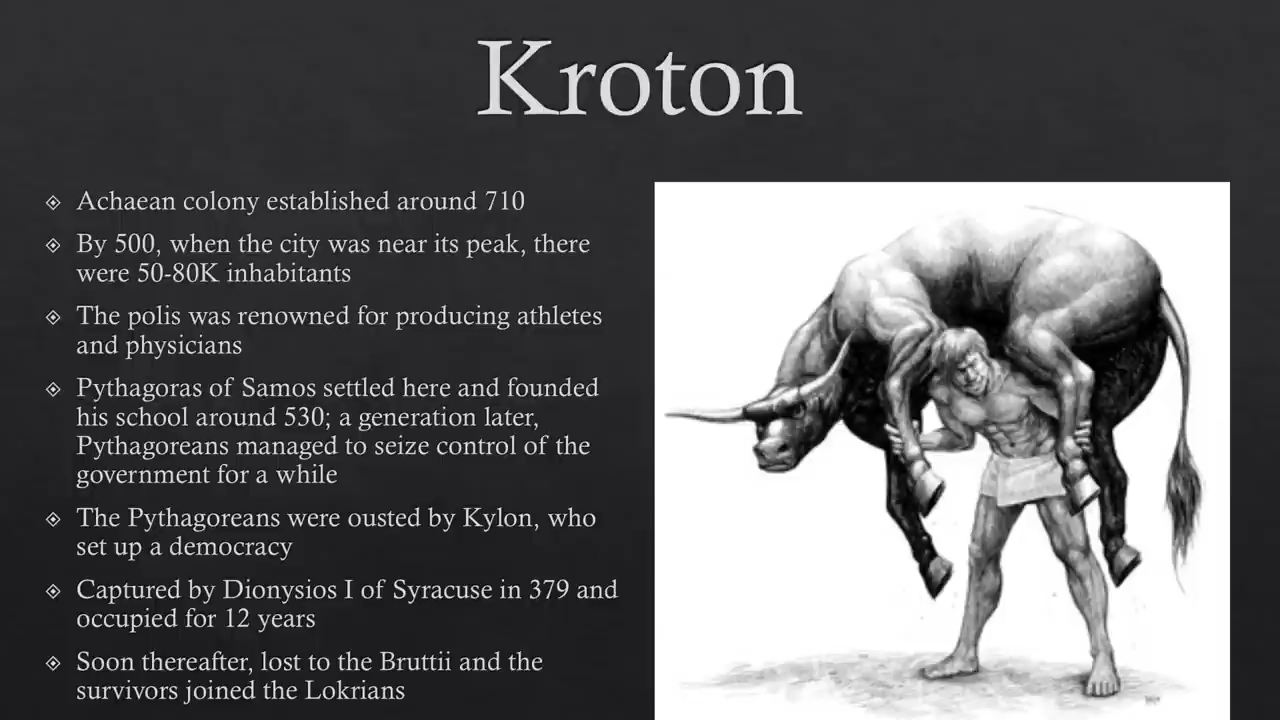 Kroton
Achaean colony established around 710
By 500, when the city was near its peak, there
were 50-80K inhabitants
The polis was renowned for producing athletes
and physicians
Pythagoras of Samos settled here and founded
his school around 530; a generation later,
Pythagoreans managed to seize control of the
government for a while
The Pythagoreans were ousted by Kylon, who
set up a democracy
Captured by Dionysios I of Syracuse in 379 and
occupied for 12 years
Soon thereafter, lost to the Bruttii and the
survivors joined the Lokrians